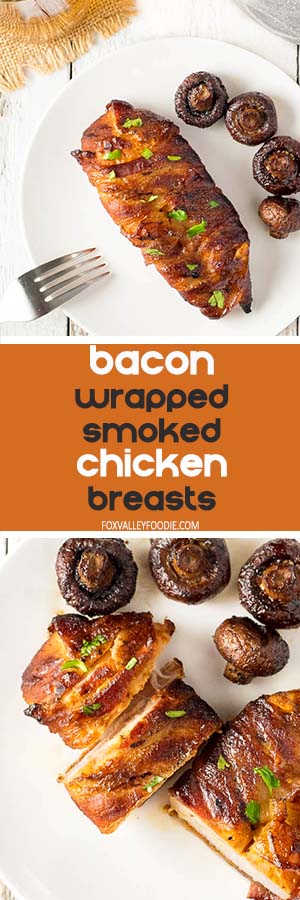 bacon
wrapped
smoked
chicken
breasts
FOXVALLEYFOODIE.COM